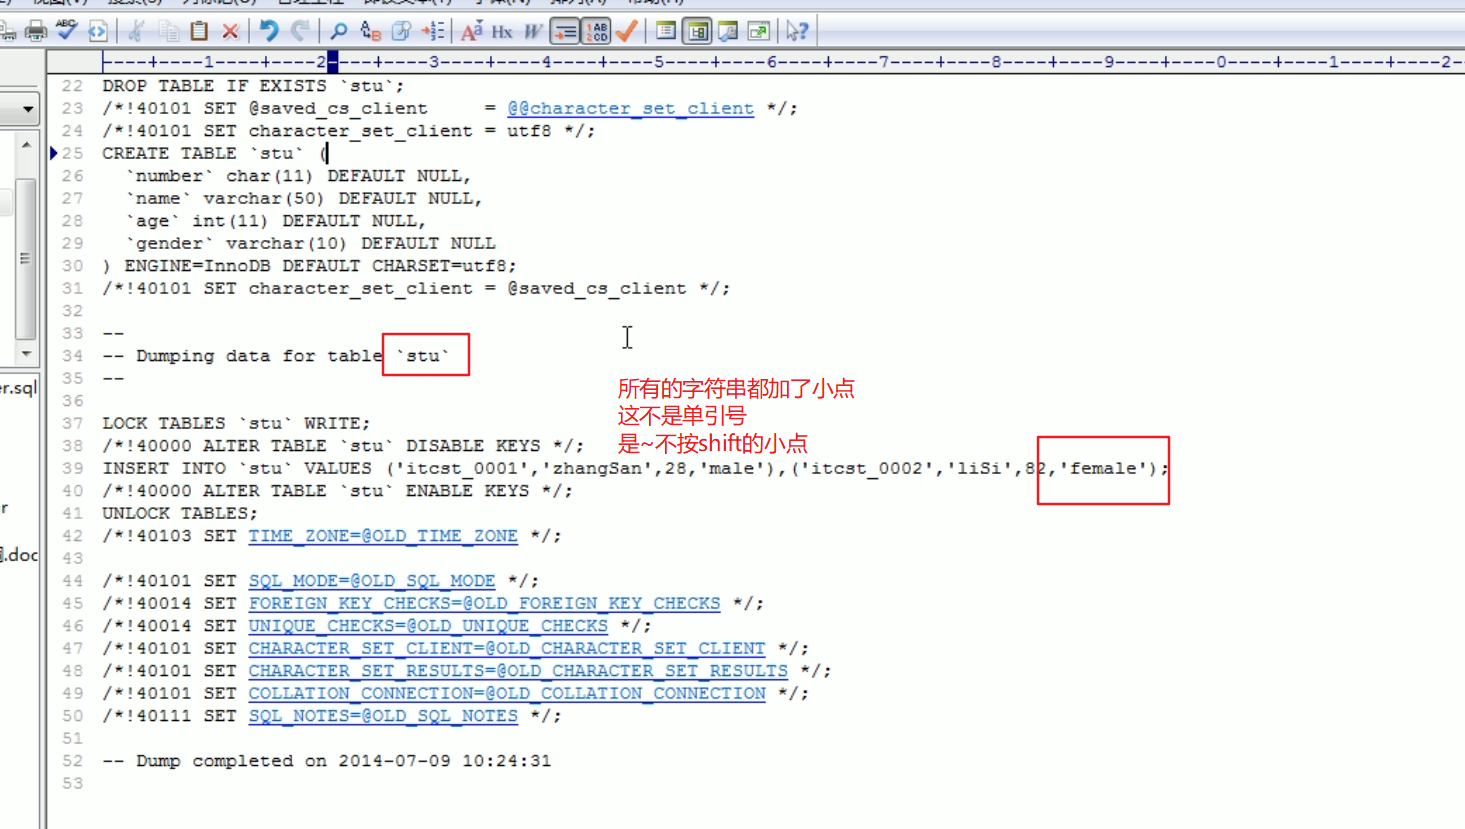 ----+----1----+----2----+----3----+----4----+----5----+----6----+----7----+----8----+----9----+----0----+----1----+----2-
22 DROP TABLE IF EXISTS `stu`;
23 /*!40101 SET @saved_cs_client     = @@character_set_client */;
24 /*!40101 SET character_set_client = utf8 */;
25 CREATE TABLE `stu` (
26   `number` char(11) DEFAULT NULL,
27   `name` varchar(50) DEFAULT NULL,
28   `age` int(11) DEFAULT NULL,
29   `gender` varchar(10) DEFAULT NULL
30 ) ENGINE=InnoDB DEFAULT CHARSET=utf8;
31 /*!40101 SET character_set_client = @saved_cs_client */;
32
33 --
34 -- Dumping data for table `stu`
35 --
er.sql
36
所有的字符串都加了小点
这不是单引号
是~不按shift的小点
37 LOCK TABLES `stu` WRITE;
38 /*!40000 ALTER TABLE `stu` DISABLE KEYS */;
39 INSERT INTO `stu` VALUES ('itcst_0001','zhangSan',28,'male'),('itcst_0002','liSi',82,'female');
40 /*!40000 ALTER TABLE `stu` ENABLE KEYS */;
41 UNLOCK TABLES;
42 /*!40103 SET TIME_ZONE=@OLD_TIME_ZONE */;
43
.doc
44 /*!40101 SET SQL_MODE=@OLD_SQL_MODE */;
45 /*!40014 SET FOREIGN_KEY_CHECKS=@OLD_FOREIGN_KEY_CHECKS */;
46 /*!40014 SET UNIQUE_CHECKS=@OLD_UNIQUE_CHECKS */;
47 /*!40101 SET CHARACTER_SET_CLIENT=@OLD_CHARACTER_SET_CLIENT */;
48 /*!40101 SET CHARACTER_SET_RESULTS=@OLD_CHARACTER_SET_RESULTS */;
49 /*!40101 SET COLLATION_CONNECTION=@OLD_COLLATION_CONNECTION */;
50 /*!40111 SET SQL_NOTES=@OLD_SQL_NOTES */;
51
52 -- Dump completed on 2014-07-09 10:24:31
53